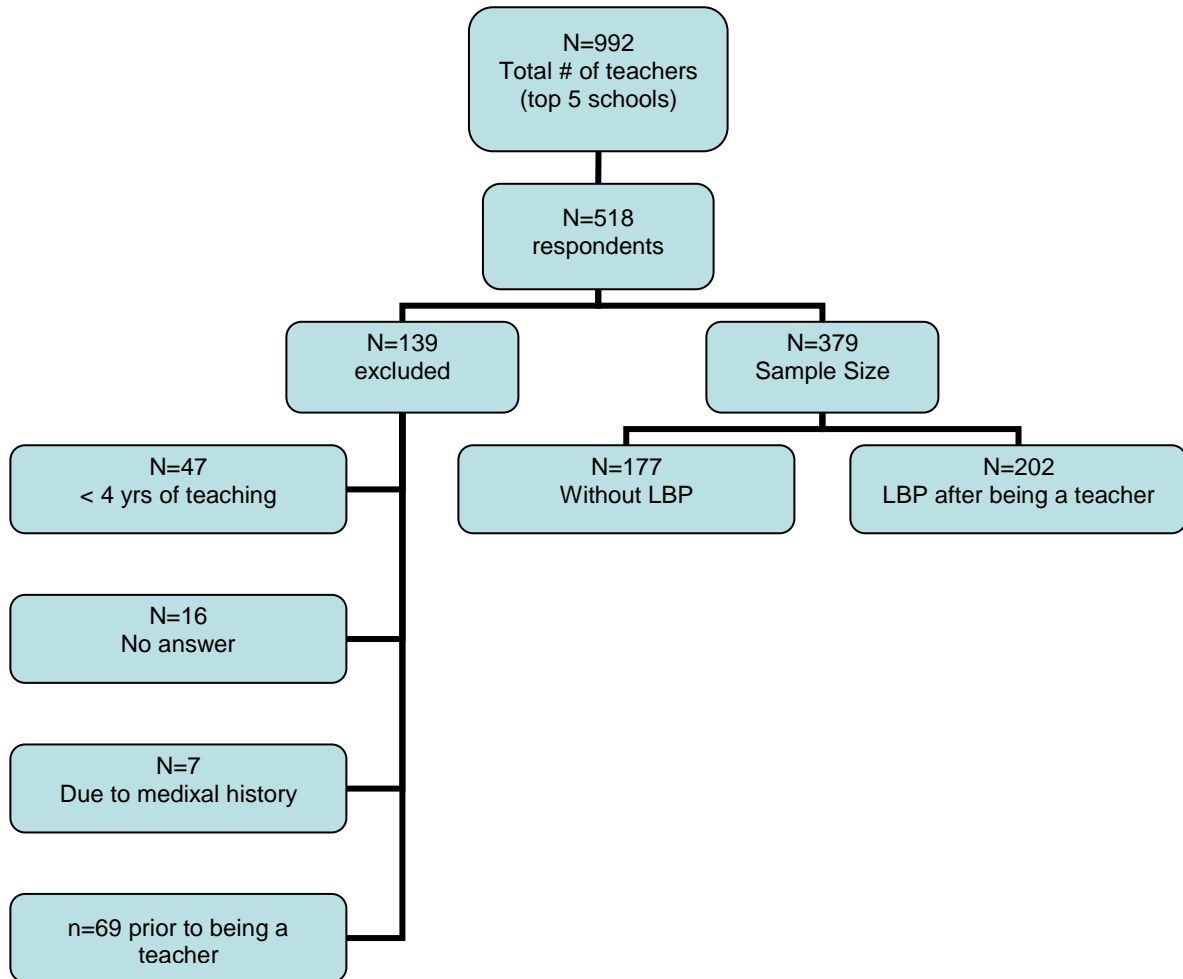 N=992
Total # of teachers
(top 5 schools)
N=518
respondents
N=139
excluded
N=379
Sample Size
N=47
< 4 yrs of teaching
N=177
Without LBP
N=202
LBP after being a teacher
N=16
No answer
N=7
Due to medixal history
n=69 prior to being a
teacher